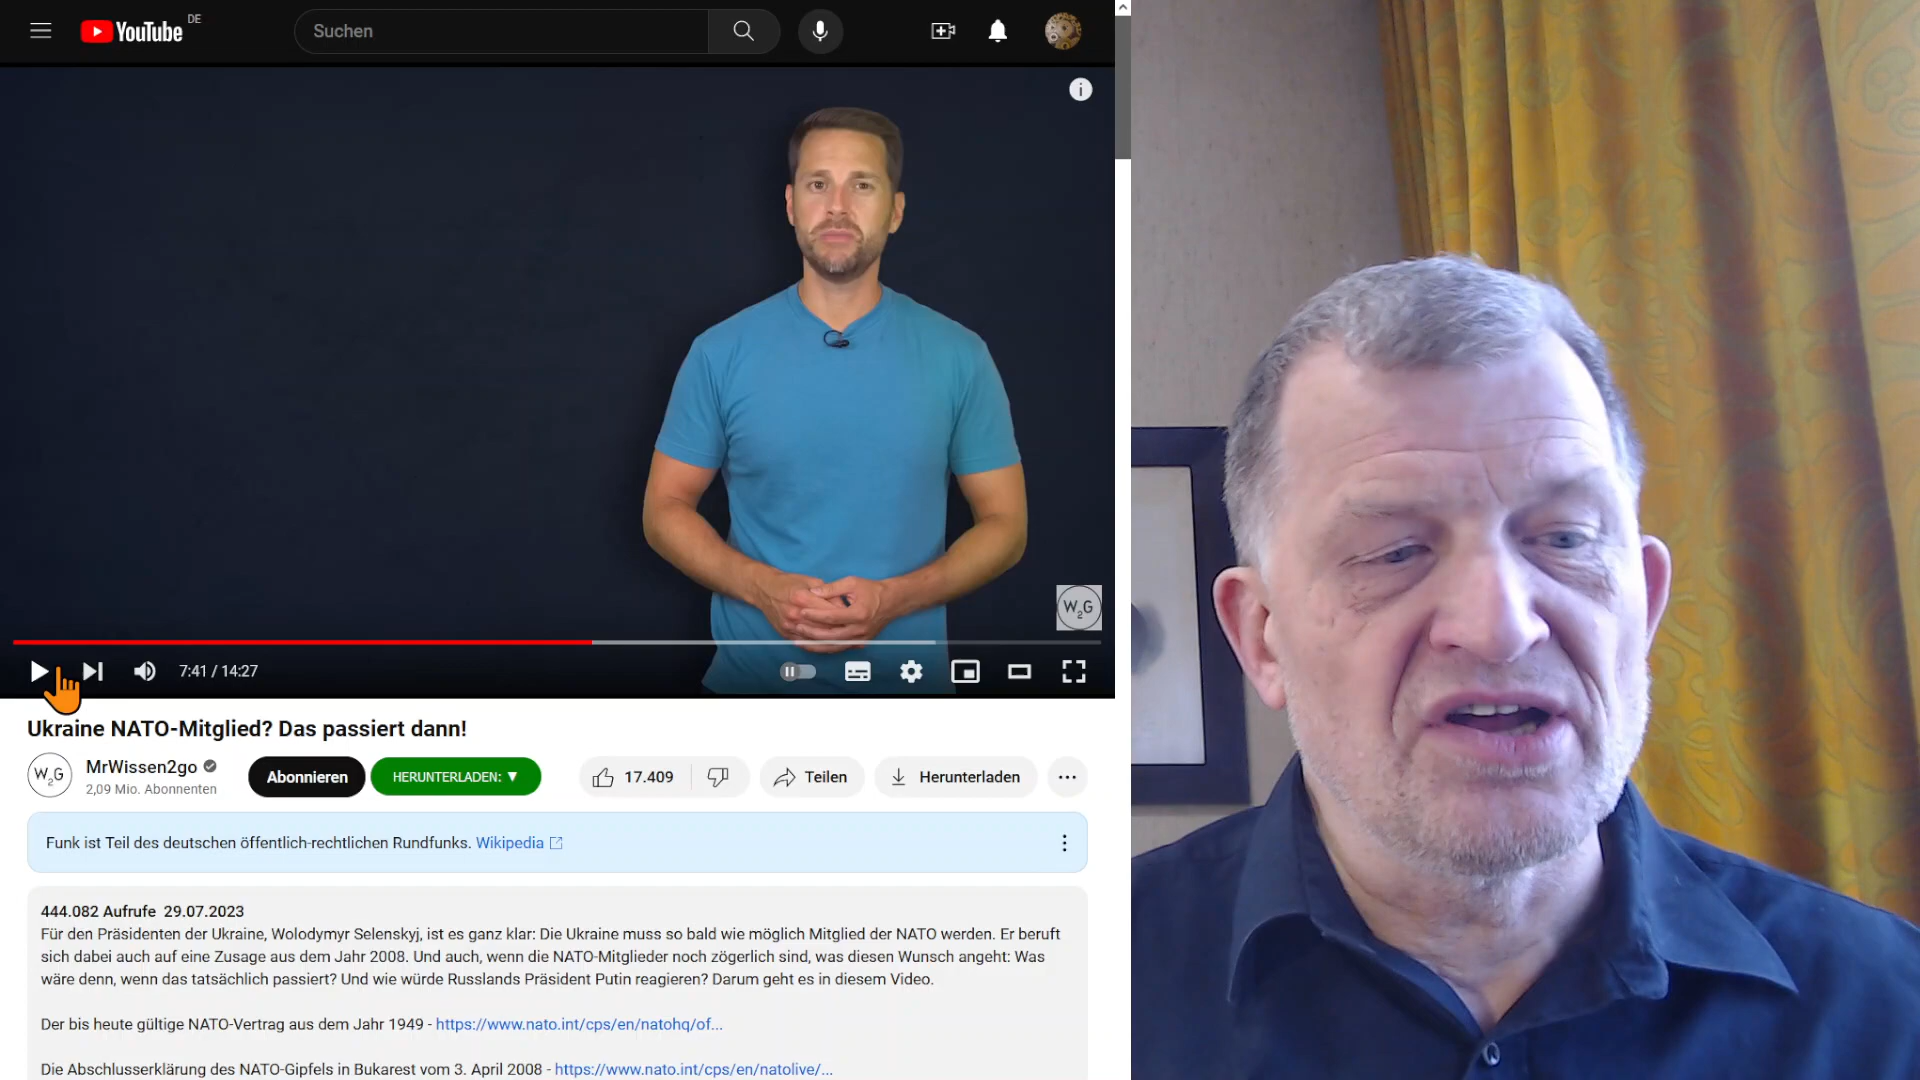 YouTube DE
Suchen
i
W2G
7:41 / 14:27
Ukraine NATO-Mitglied? Das passiert dann!
W2G
MrWissen2go
2,09 Mio. Abonnenten
Abonnieren
HERUNTERLADEN: ▼
17.409
Teilen
Herunterladen
Funk ist Teil des deutschen öffentlich-rechtlichen Rundfunks. Wikipedia
444.082 Aufrufe 29.07.2023
Für den Präsidenten der Ukraine, Wolodymyr Selenskyj, ist es ganz klar: Die Ukraine muss so bald wie möglich Mitglied der NATO werden. Er beruft
sich dabei auch auf eine Zusage aus dem Jahr 2008. Und auch, wenn die NATO-Mitglieder noch zögerlich sind, was diesen Wunsch angeht: Was
wäre denn, wenn das tatsächlich passiert? Und wie würde Russlands Präsident Putin reagieren? Darum geht es in diesem Video.
Der bis heute gültige NATO-Vertrag aus dem Jahr 1949 - https://www.nato.int/cps/en/natohq/of...
Die Abschlusserklärung des NATO-Gipfels in Bukarest vom 3. April 2008 - https://www.nato.int/cps/en/natolive/...